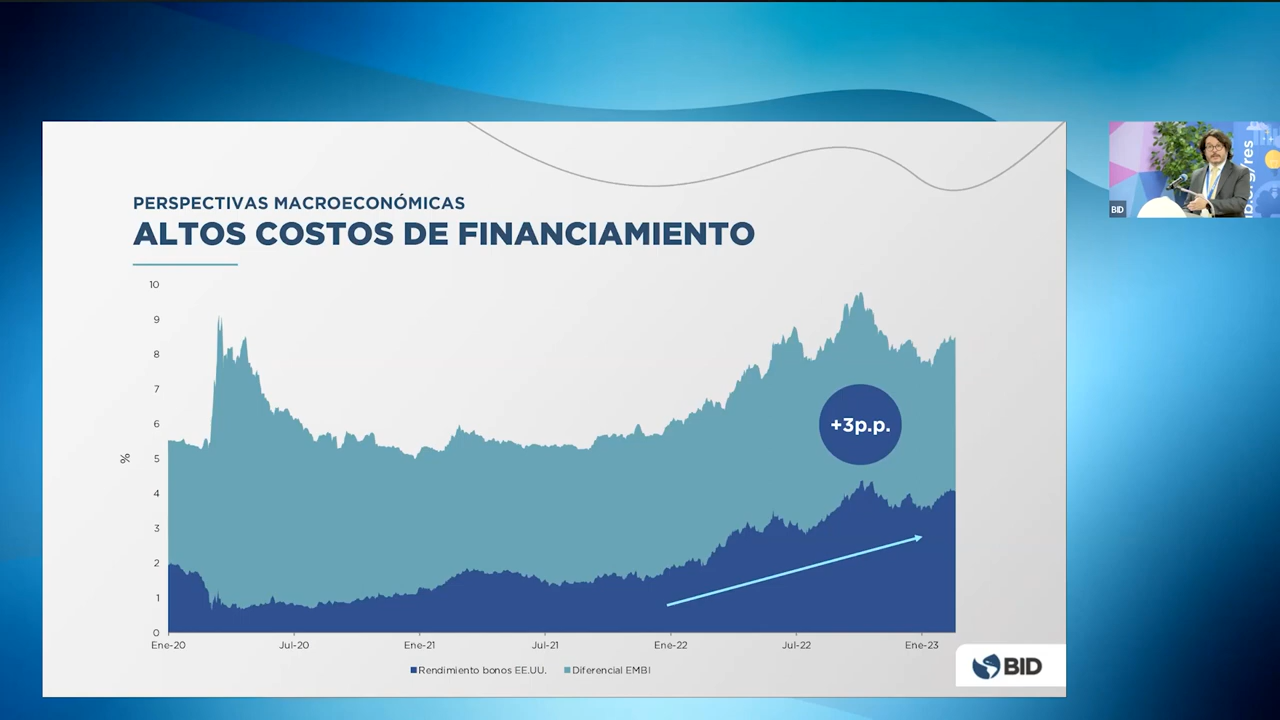 PERSPECTIVAS MACROECONÓMICAS
ALTOS COSTOS DE FINANCIAMIENTO
10
9
8
7
6
5
4
3
2
1
0
%
+3p.p.
Ene-20 Jul-20 Ene-21 Jul-21 Ene-22 Jul-22 Ene-23
Rendimiento bonos EE.UU. Diferencial EMBI
BID
BID
.org/res